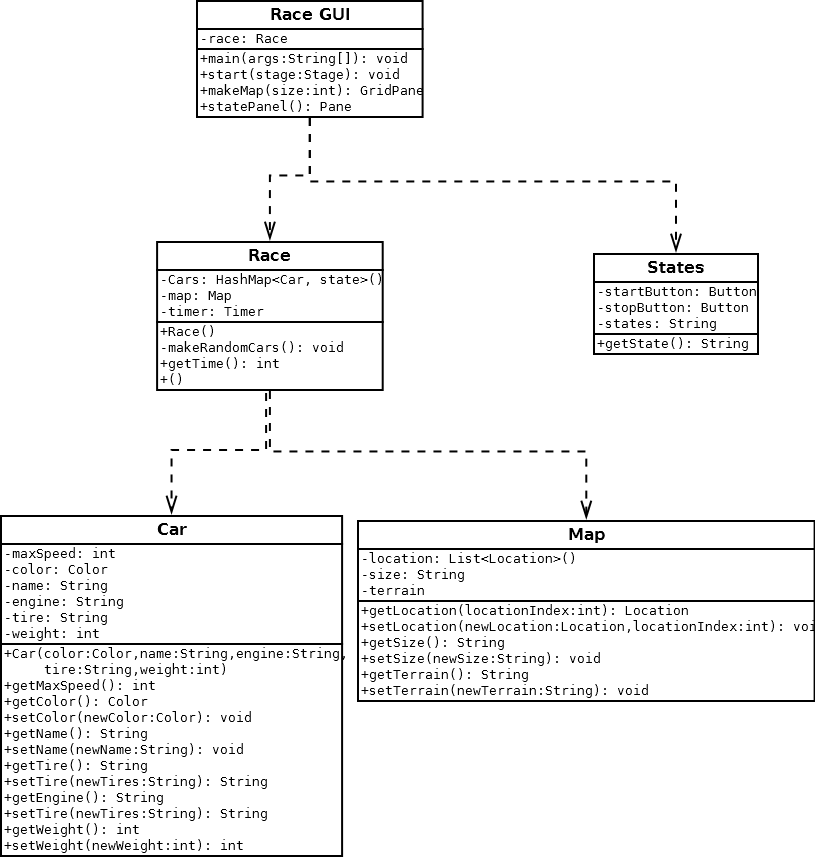 Race GUI
-race: Race
+main(args:String[]): void
+start(stage:Stage): void
+makeMap(size:int): GridPane
+statePanel(): Pane
Race
-Cars: HashMap<Car, state>()
-map: Map
-timer: Timer
+Race()
-makeRandomCars(): void
+getTime(): int
+()
States
-startButton: Button
-stopButton: Button
-states: String
+getState(): String
Car
-maxSpeed: int
-color: Color
-name: String
-engine: String
-tire: String
-weight: int
+Car(color:Color,name:String,engine:String,
tire:String,weight:int)
+getMaxSpeed(): int
+getColor(): Color
+setColor(newColor:Color): void
+getName(): String
+setName(newName:String): void
+getTire(): String
+setTire(newTires:String): String
+getEngine(): String
+setTire(newTires:String): String
+getWeight(): int
+setWeight(newWeight:int): int
Map
-location: List<Location>()
-size: String
-terrain
+getLocation(locationIndex:int): Location
+setLocation(newLocation:Location,locationIndex:int): voi
+getSize(): String
+setSize(newSize:String): void
+getTerrain(): String
+setTerrain(newTerrain:String): void